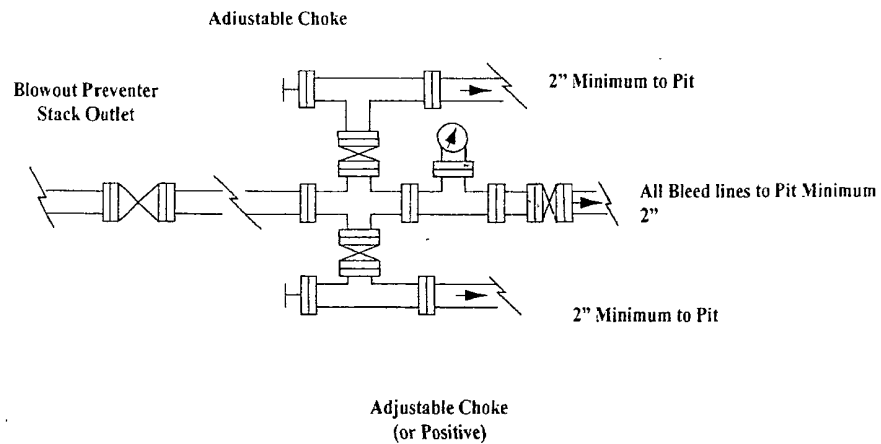 Adjustable Choke
2” Minimum to Pit
Blowout Preventer
Stack Outlet
All Bleed lines to Pit Minimum
2”
2” Minimum to Pit
Adjustable Choke
(or Positive)